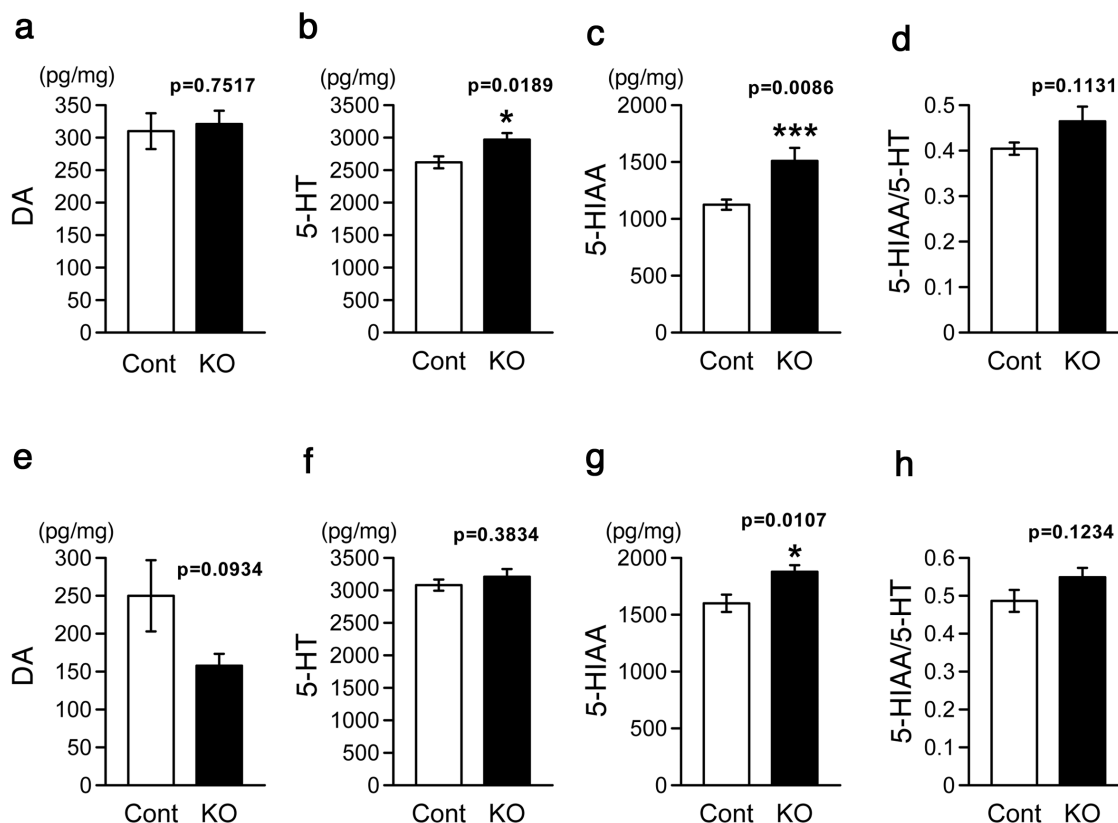 a
(pg/mg)
p=0.7517
350
300
250
200
150
100
50
0
DA
Cont KO
b
(pg/mg)
p=0.0189
*
3500
3000
2500
2000
1500
1000
500
0
5-HT
Cont KO
c
(pg/mg)
p=0.0086
***
2000
1500
1000
500
0
5-HIAA
Cont KO
d
p=0.1131
0.5
0.4
0.3
0.2
0.1
0
5-HIAA/5-HT
Cont KO
e
(pg/mg)
p=0.0934
300
250
200
150
100
50
0
DA
Cont KO
f
(pg/mg)
p=0.3834
3500
3000
2500
3000
1500
1000
500
0
5-HT
Cont KO
g
(pg/mg)
p=0.0107
*
2000
1500
1000
500
0
5-HIAA
Cont KO
h
p=0.1234
0.6
0.5
0.4
0.3
0.2
0.1
0
5-HIAA/5-HT
Cont KO